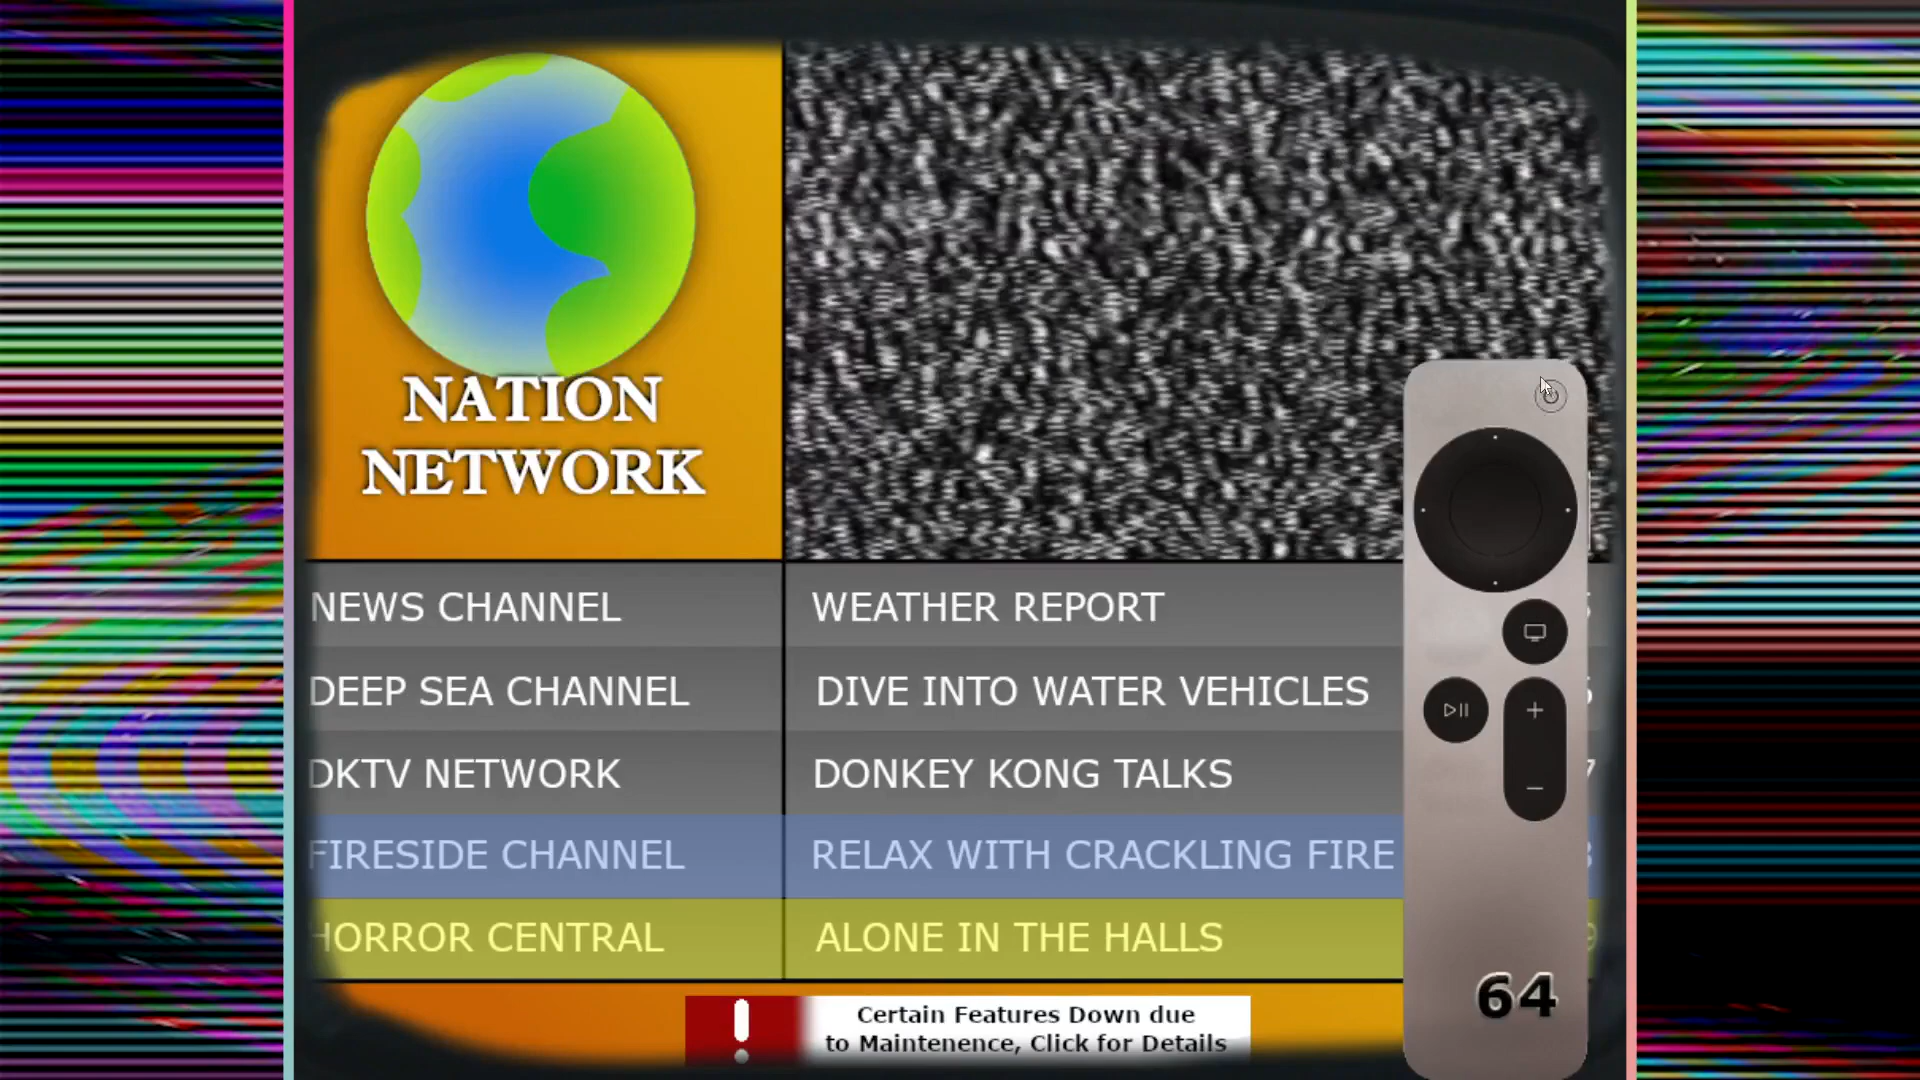 NATION
NETWORK
NEWS CHANNEL WEATHER REPORT
DEEP SEA CHANNEL DIVE INTO WATER VEHICLES
DKTV NETWORK DONKEY KONG TALKS 7
FIRESIDE CHANNEL RELAX WITH CRACKLING FIRE
HORROR CENTRAL ALONE IN THE HALLS 9
64
! Certain Features Down due
to Maintenence, Click for Details